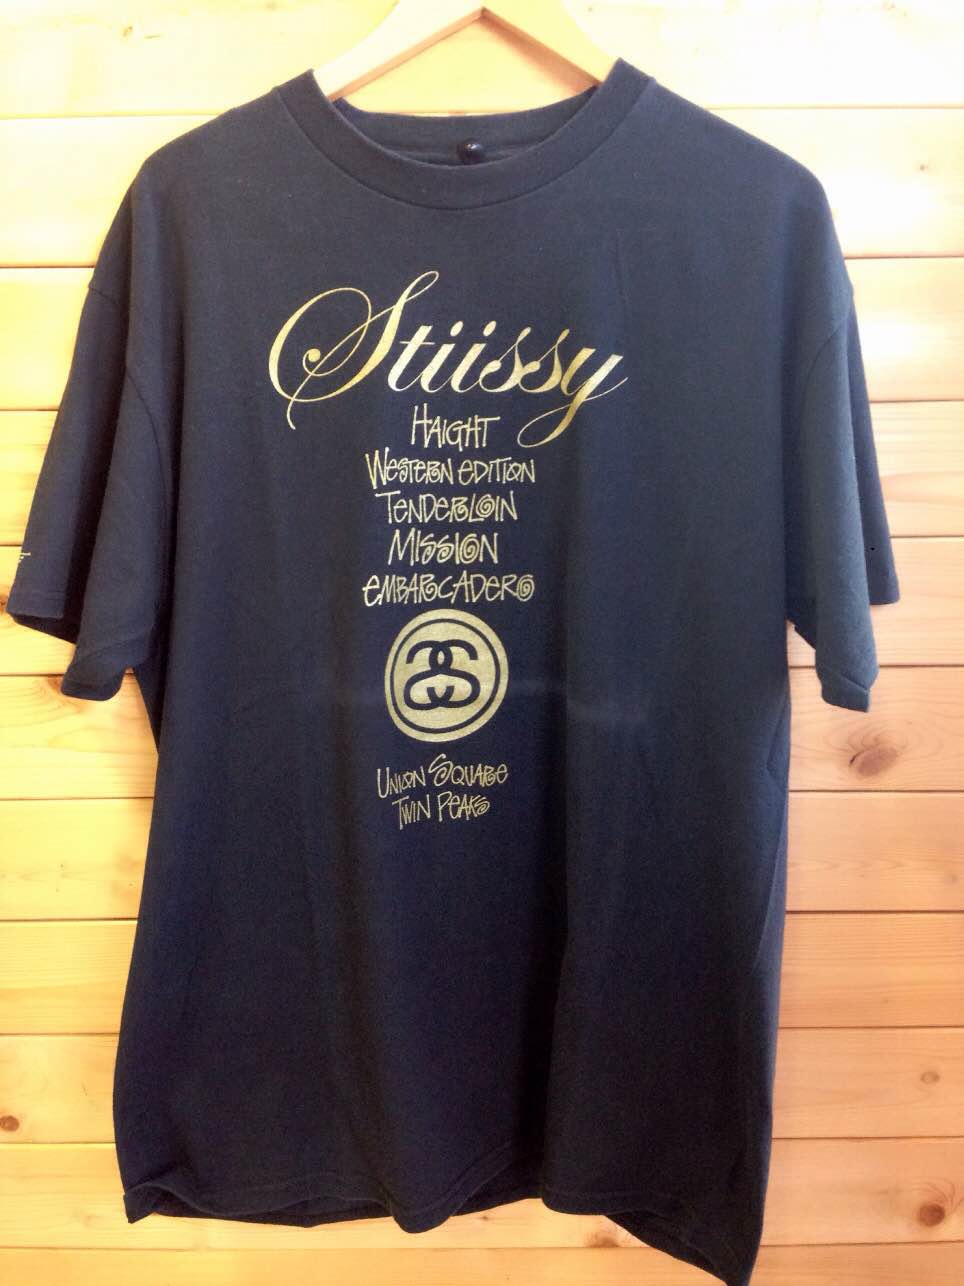 Stüssy
HAIGHT
WESTERN EDITION
TENDERLOIN
MISSION
EMBARCADERO
UNION SQUARE
TWIN PEAKS